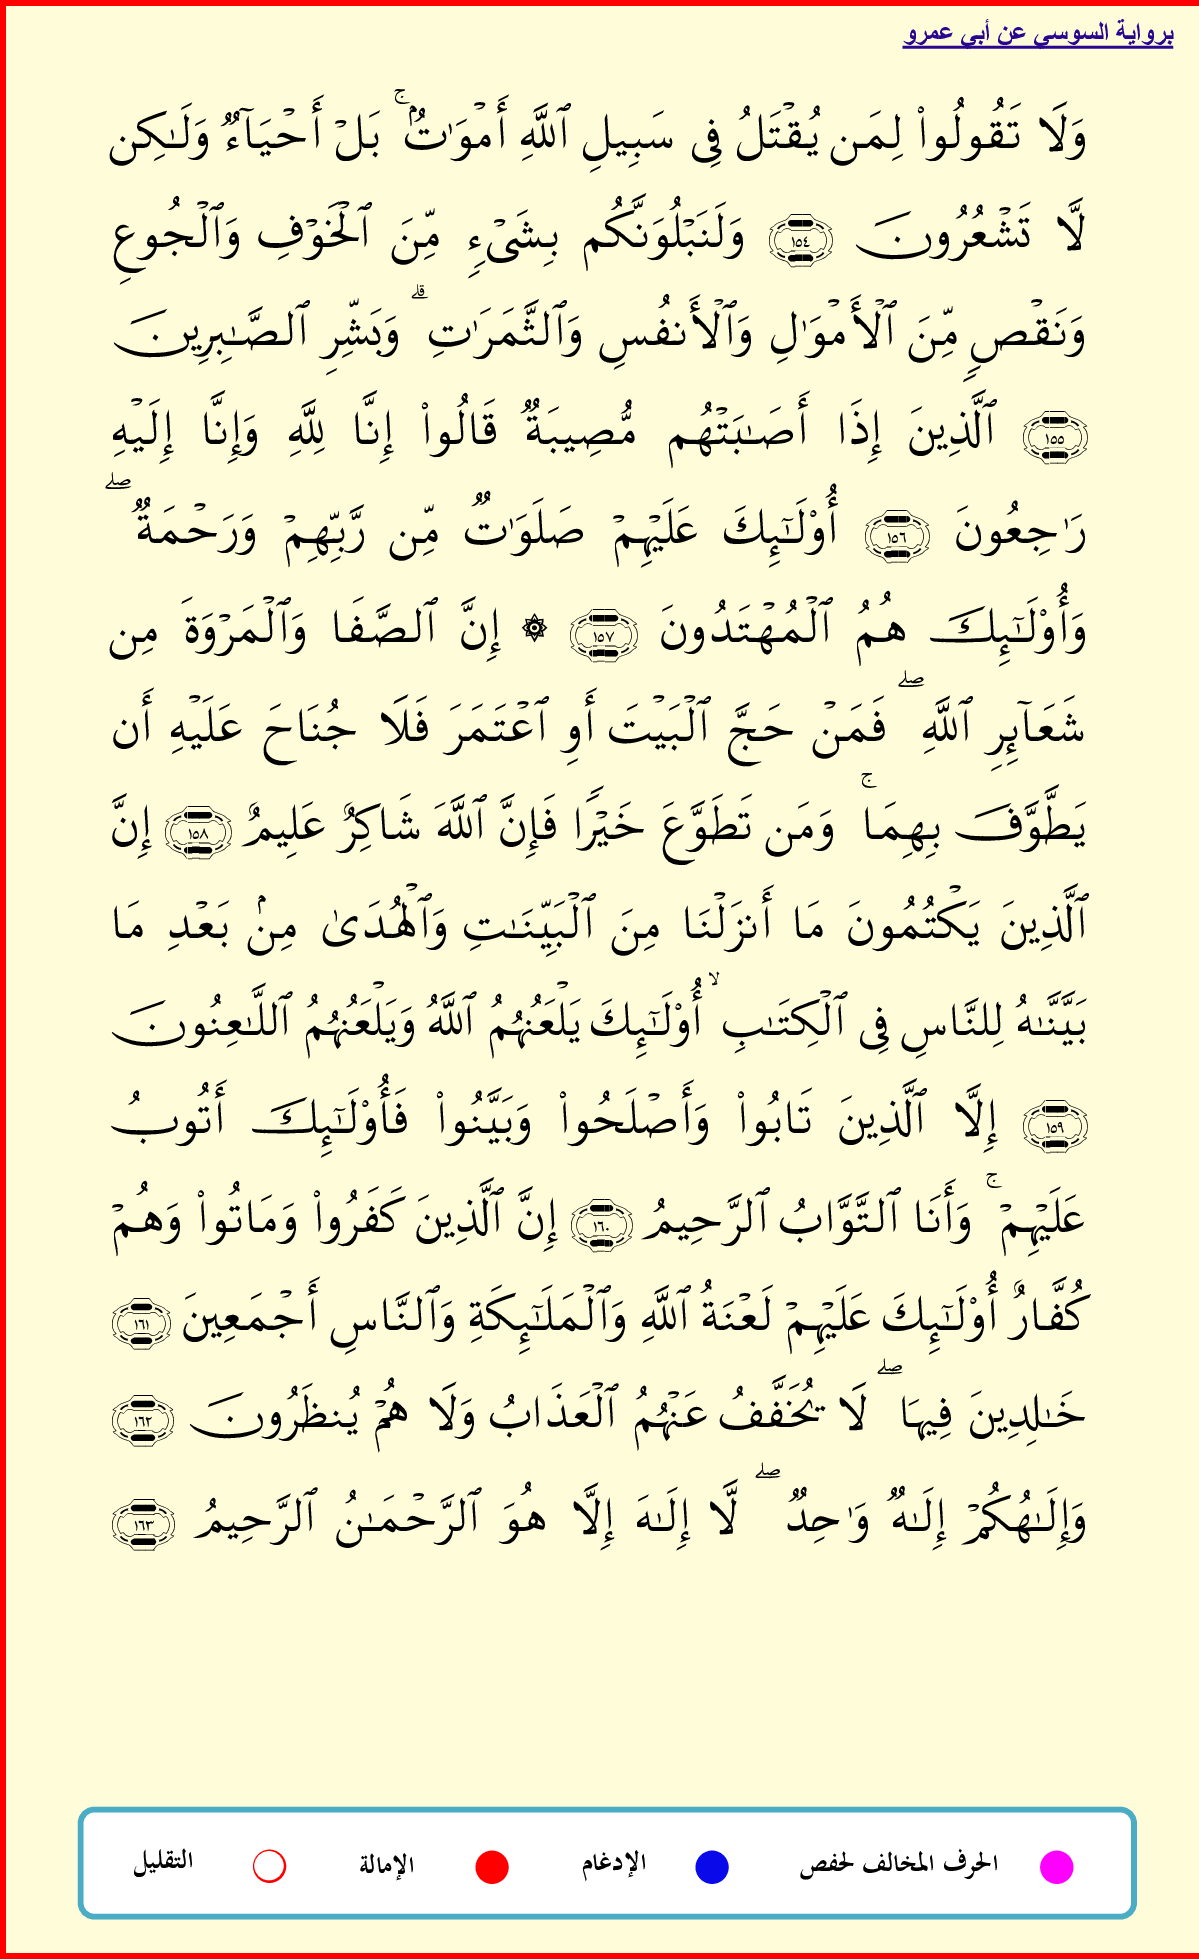 برواية السوسي عن أبي عمرو
وَلَا تَقُولُوا۟ لِمَن يُقْتَلُ فِى سَبِيلِ ٱللَّهِ أَمْوَٰتٌۢ ۚ بَلْ أَحْيَآءٌ وَلَـٰكِن
لَّا تَشْعُرُونَ ١٥٤ وَلَنَبْلُوَنَّكُم بِشَىْءٍ مِّنَ ٱلْخَوْفِ وَٱلْجُوعِ
وَنَقْصٍ مِّنَ ٱلْأَمْوَٰلِ وَٱلْأَنفُسِ وَٱلثَّمَرَٰتِ ۗ وَبَشِّرِ ٱلصَّـٰبِرِينَ
١٥٥ ٱلَّذِينَ إِذَا أَصَـٰبَتْهُم مُّصِيبَةٌ قَالُوا۟ إِنَّا لِلَّهِ وَإِنَّا إِلَيْهِ
رَٰجِعُونَ ١٥٦ أُو۟لَـٰٓئِكَ عَلَيْهِمْ صَلَوَٰتٌ مِّن رَّبِّهِمْ وَرَحْمَةٌ ۖ
وَأُو۟لَـٰٓئِكَ هُمُ ٱلْمُهْتَدُونَ ١٥٧ ۞ إِنَّ ٱلصَّفَا وَٱلْمَرْوَةَ مِن
شَعَآئِرِ ٱللَّهِ ۖ فَمَنْ حَجَّ ٱلْبَيْتَ أَوِ ٱعْتَمَرَ فَلَا جُنَاحَ عَلَيْهِ أَن
يَطَّوَّفَ بِهِمَا ۚ وَمَن تَطَوَّعَ خَيْرًا فَإِنَّ ٱللَّهَ شَاكِرٌ عَلِيمٌ ١٥٨ إِنَّ
ٱلَّذِينَ يَكْتُمُونَ مَا أَنزَلْنَا مِنَ ٱلْبَيِّنَـٰتِ وَٱلْهُدَىٰ مِنۢ بَعْدِ مَا
بَيَّنَّـٰهُ لِلنَّاسِ فِى ٱلْكِتَـٰبِ ۙ أُو۟لَـٰٓئِكَ يَلْعَنُهُمُ ٱللَّهُ وَيَلْعَنُهُمُ ٱللَّـٰعِنُونَ
١٥٩ إِلَّا ٱلَّذِينَ تَابُوا۟ وَأَصْلَحُوا۟ وَبَيَّنُوا۟ فَأُو۟لَـٰٓئِكَ أَتُوبُ
عَلَيْهِمْ ۚ وَأَنَا ٱلتَّوَّابُ ٱلرَّحِيمُ ١٦٠ إِنَّ ٱلَّذِينَ كَفَرُوا۟ وَمَاتُوا۟ وَهُمْ
كُفَّارٌ أُو۟لَـٰٓئِكَ عَلَيْهِمْ لَعْنَةُ ٱللَّهِ وَٱلْمَلَـٰٓئِكَةِ وَٱلنَّاسِ أَجْمَعِينَ ١٦١
خَـٰلِدِينَ فِيهَا ۖ لَا يُخَفَّفُ عَنْهُمُ ٱلْعَذَابُ وَلَا هُمْ يُنظَرُونَ ١٦٢
وَإِلَـٰهُكُمْ إِلَـٰهٌ وَٰحِدٌ ۖ لَّا إِلَـٰهَ إِلَّا هُوَ ٱلرَّحْمَـٰنُ ٱلرَّحِيمُ ١٦٣
الحرف المخالف لحفص الإدغام الإمالة التقليل